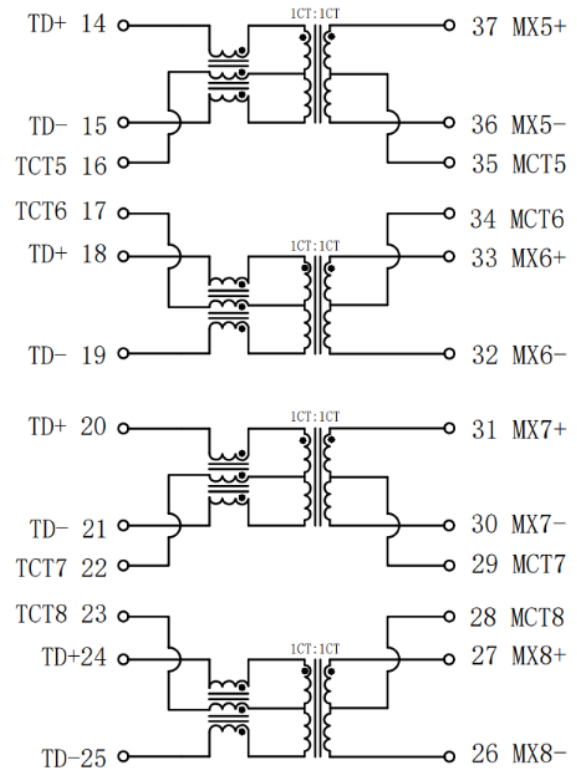 1CT:1CT
TD+ 14 37 MX5+
TD- 15 36 MX5-
TCT5 16 35 MCT5
TCT6 17 34 MCT6
TD+ 18 1CT:1CT 33 MX6+
TD- 19 32 MX6-
1CT:1CT
TD+ 20 31 MX7+
TD- 21 30 MX7-
TCT7 22 29 MCT7
TCT8 23 28 MCT8
TD+24 1CT:1CT 27 MX8+
TD-25 26 MX8-